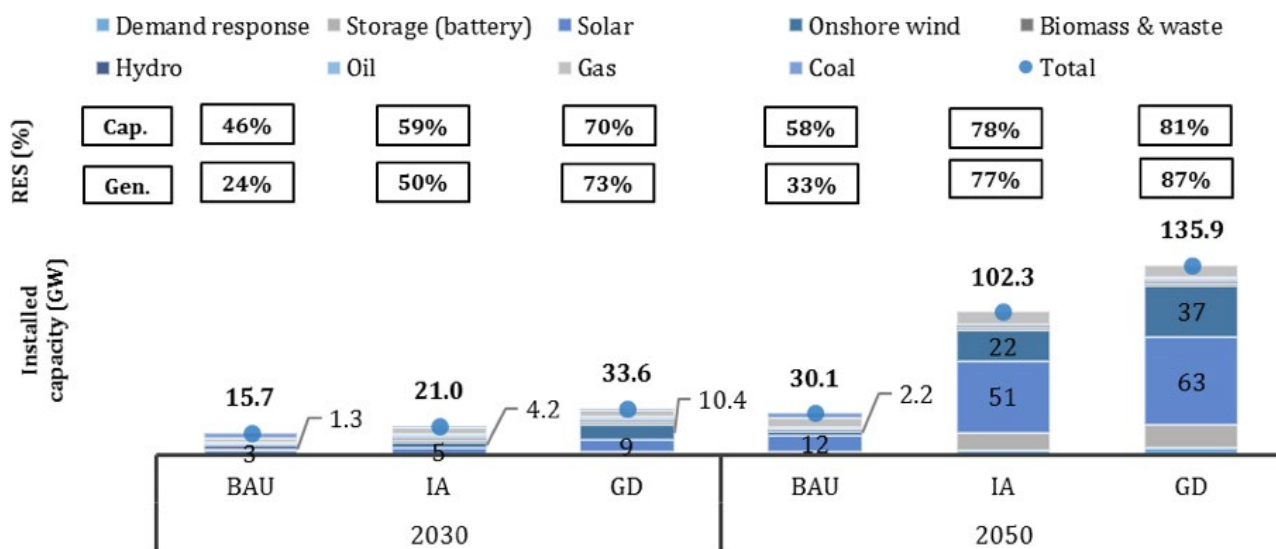 Demand response Storage (battery) Solar Onshore wind Biomass & waste
Hydro Oil Gas Coal Total
RES (%)
Cap. 46% 59% 70% 58% 78% 81%
Gen. 24% 50% 73% 33% 77% 87%
Installed
capacity (GW)
135.9
102.3
37
22
33.6
30.1
63
15.7
21.0
51
10.4
2.2
1.3
4.2
3
5
9
12
BAU IA GD BAU IA GD
2030 2050